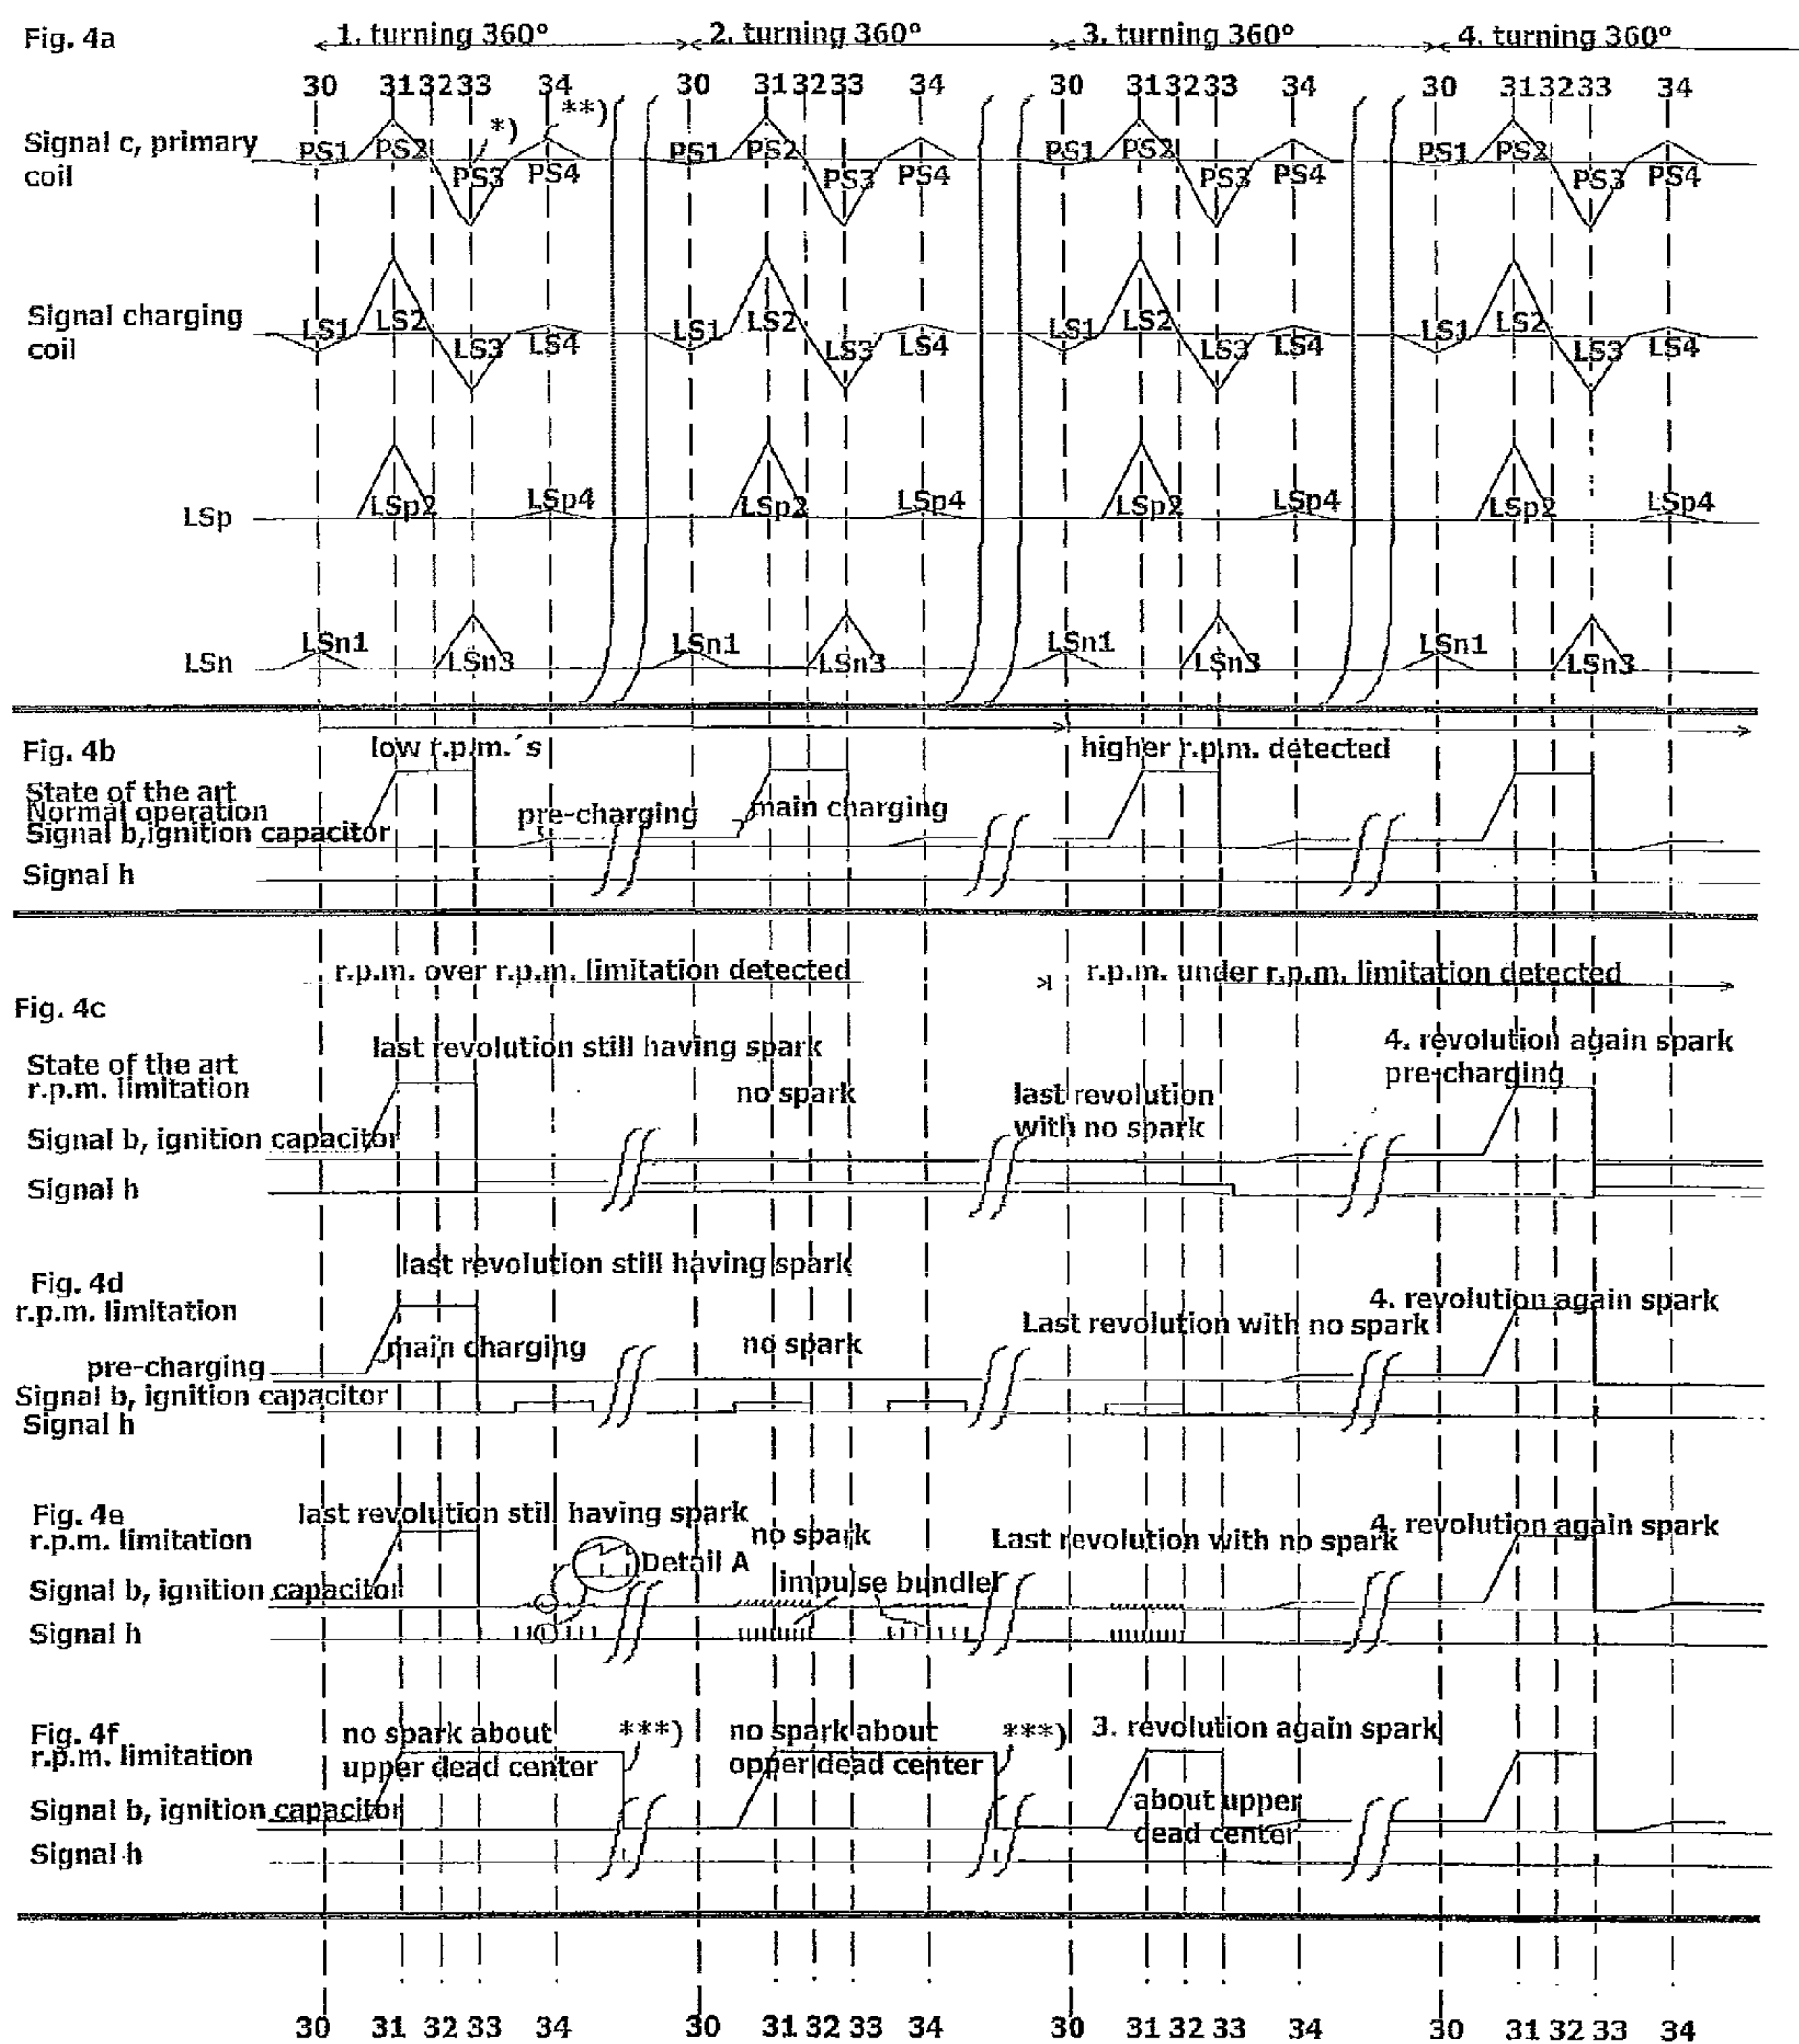 Fig. 4a
1. turning 360° 2. turning 360° 3. turning 360° 4. turning 360°
30 31 32 33 34 30 31 32 33 34 30 31 32 33 34 30 31 32 33 34
*) **)
Signal c, primary
coil
PS1 PS2 PS3 PS4 PS1 PS2 PS3 PS4 PS1 PS2 PS3 PS4 PS1 PS2 PS3 PS4
Signal charging
coil
LS1 LS2 LS3 LS4 LS1 LS2 LS3 LS4 LS1 LS2 LS3 LS4 LS1 LS2 LS3 LS4
LSp
LSp2 LSp4 LSp2 LSp4 LSp2 LSp4 LSp2 LSp4
LSn
LSn1 LSn3 LSn1 LSn3 LSn1 LSn3 LSn1 LSn3
Fig. 4b
low r.p.m.´s higher r.p.m. detected
State of the art
Normal operation
Signal b,ignition capacitor
pre-charging main charging
Signal h
r.p.m. over r.p.m. limitation detected r.p.m. under r.p.m. limitation detected
Fig. 4c
State of the art
r.p.m. limitation
last revolution still having spark
no spark
last revolution
with no spark
4. revolution again spark
pre-charging
Signal b, ignition capacitor
Signal h
Fig. 4d
r.p.m. limitation
last revolution still having spark
main charging
no spark
Last revolution with no spark
4. revolution again spark
pre-charging
Signal b, ignition capacitor
Signal h
Fig. 4e
r.p.m. limitation
last revolution still having spark
no spark
Last revolution with no spark
4. revolution again spark
Detail A
impulse bundler
Signal b, ignition capacitor
Signal h
Fig. 4f
r.p.m. limitation
no spark about
upper dead center
***)
no spark about
opper dead center
***)
3. revolution again spark
about upper
dead center
Signal b, ignition capacitor
Signal h
30 31 32 33 34 30 31 32 33 34 30 31 32 33 34 30 31 32 33 34